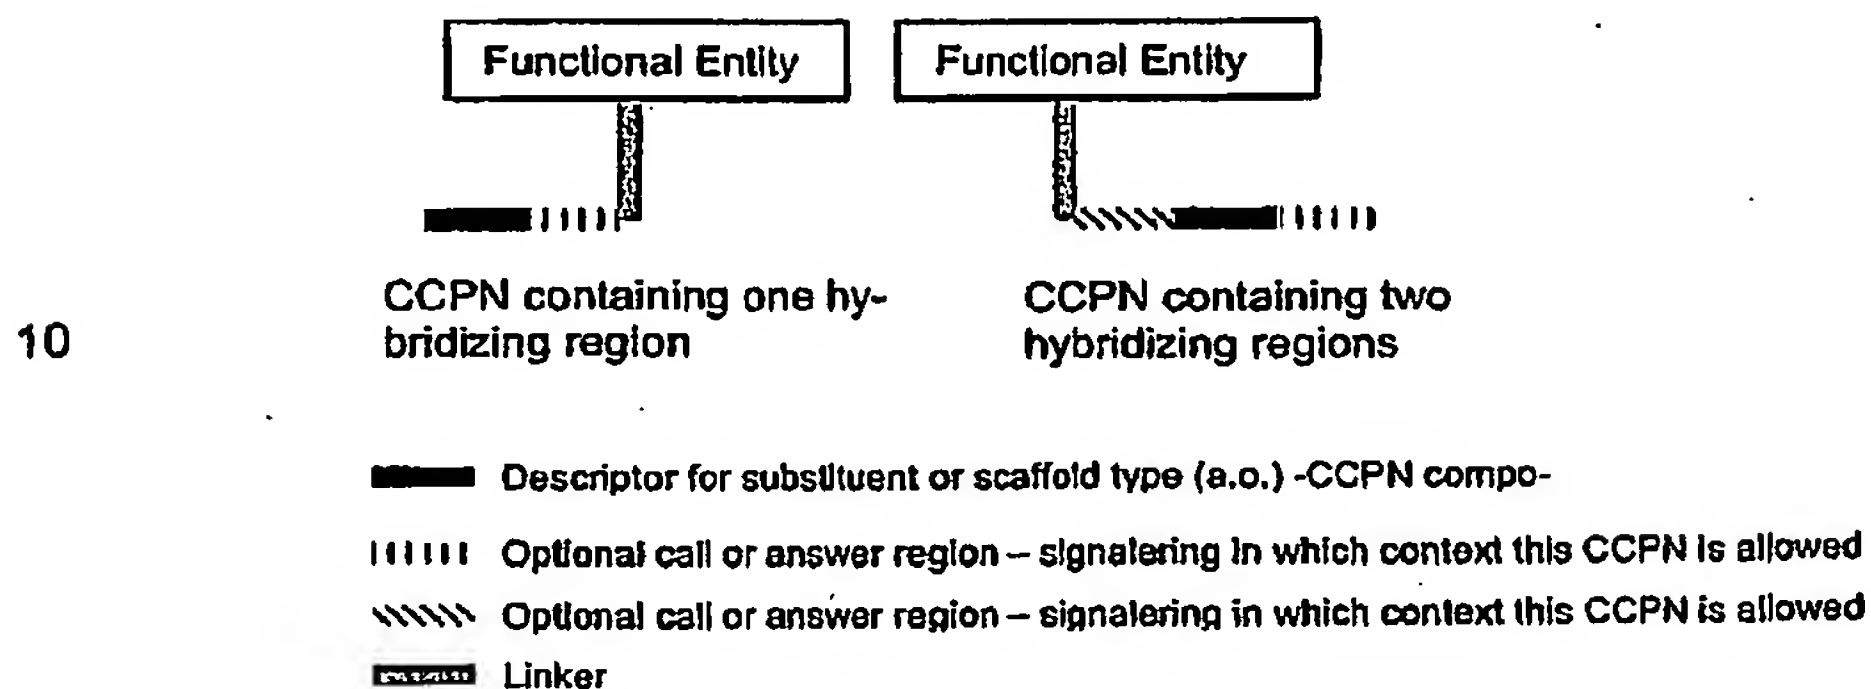 Functional Entity
Functional Entity
CCPN containing one hy-
bridizing region
CCPN containing two
hybridizing regions
10
Descriptor for substituent or scaffold type (a.o.) -CCPN compo-
Optional call or answer region – signalering in which context this CCPN is allowed
Optional call or answer region – signalering in which context this CCPN is allowed
Linker